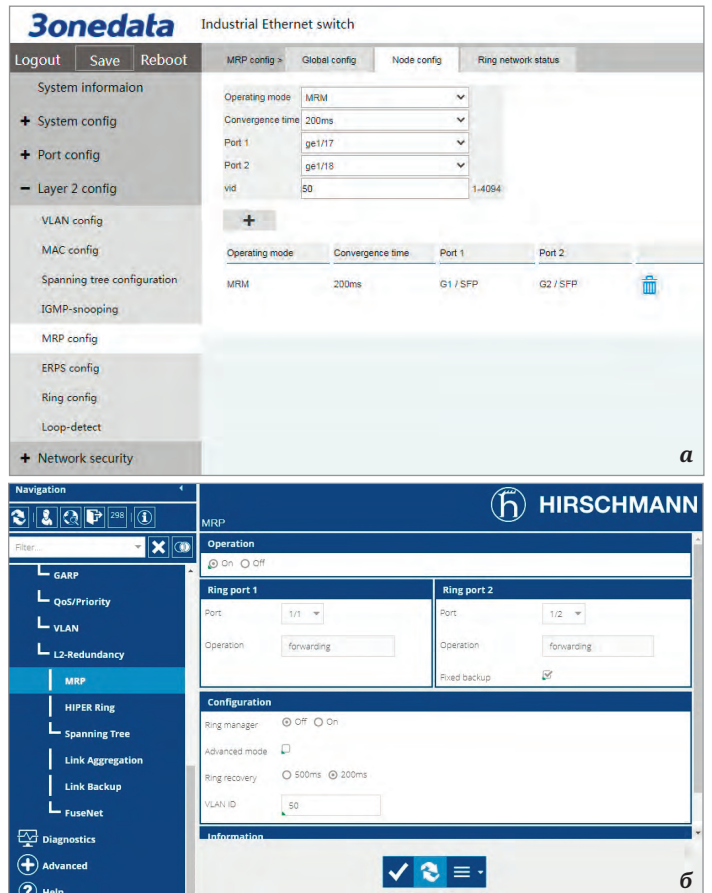 3onedata Industrial Ethernet switch
Logout Save Reboot
MRP config > Global config Node config Ring network status
System informaion
+ System config
+ Port config
− Layer 2 config
VLAN config
MAC config
Spanning tree configuration
IGMP-snooping
MRP config
ERPS config
Ring config
Loop-detect
+ Network security
Operating mode MRM
Convergence time 200ms
Port 1 ge1/17
Port 2 ge1/18
vid 50 1-4094
+
Operating mode Convergence time Port 1 Port 2
MRM 200ms G1 / SFP G2 / SFP
а
Navigation
298
Filter...
GARP
QoS/Priority
VLAN
L2-Redundancy
MRP
HIPER Ring
Spanning Tree
Link Aggregation
Link Backup
FuseNet
Diagnostics
Advanced
Help
HIRSCHMANN
MRP
Operation
On Off
Ring port 1
Port 1/1
Operation forwarding
Ring port 2
Port 1/2
Operation forwarding
Fixed backup
Configuration
Ring manager Off On
Advanced mode
Ring recovery 500ms 200ms
VLAN ID 50
Information
б